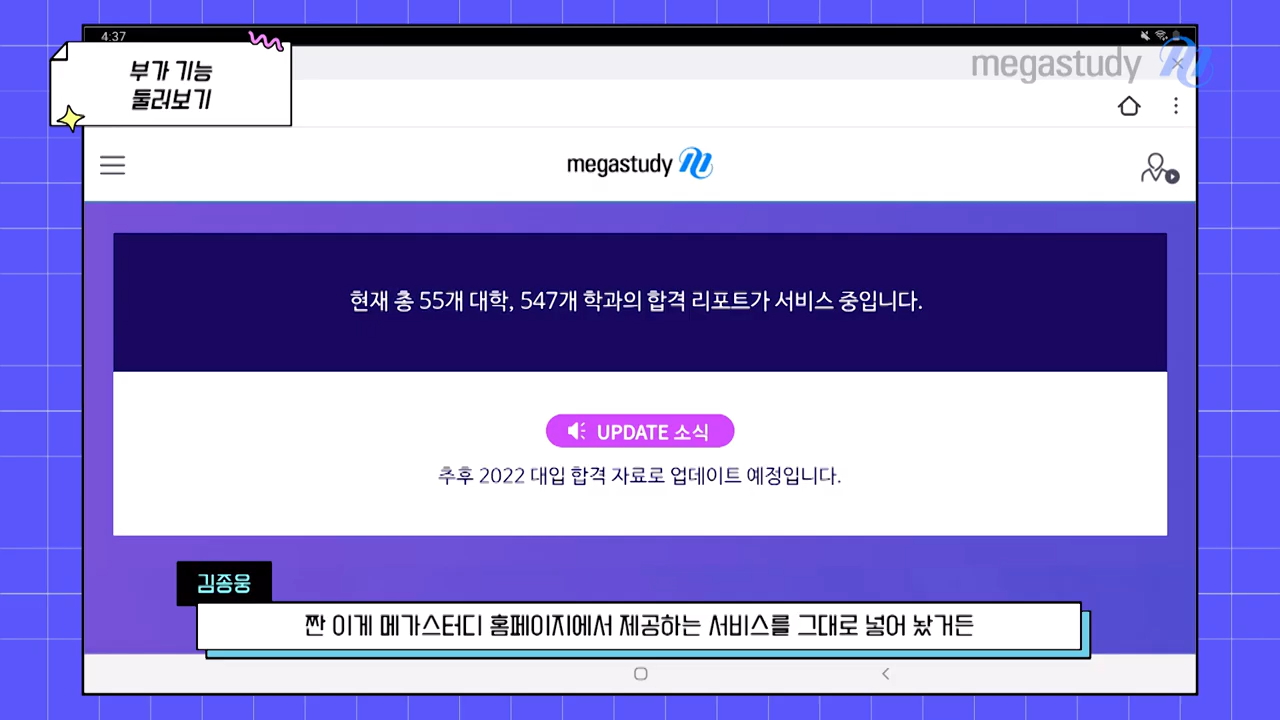 4:37
부가 기능
둘러보기
megastudy
megastudy
현재 총 55개 대학, 547개 학과의 합격 리포트가 서비스 중입니다.
UPDATE 소식
추후 2022 대입 합격 자료로 업데이트 예정입니다.
김종웅
짠 이게 메가스터디 홈페이지에서 제공하는 서비스를 그대로 넣어 놨거든